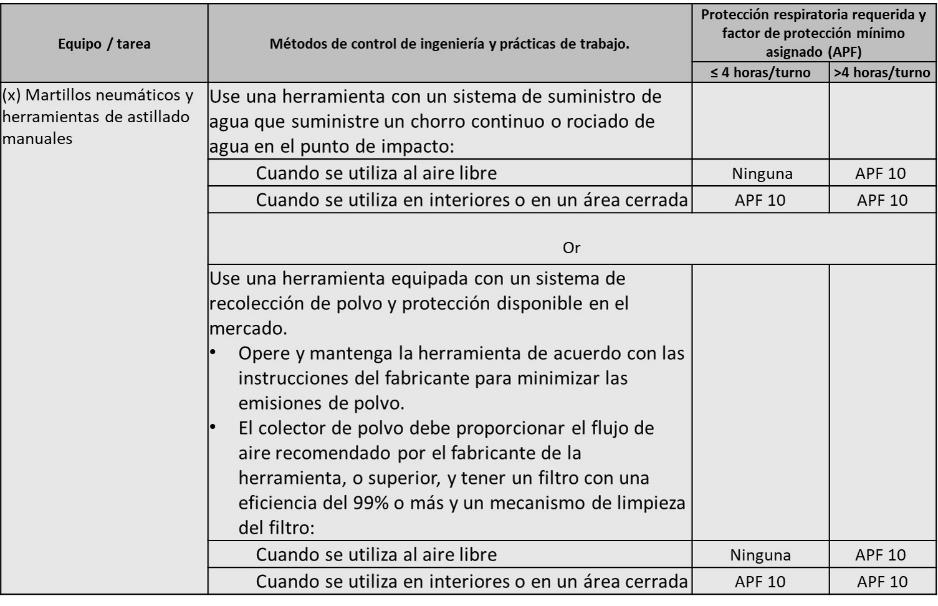 Equipo / tarea
Métodos de control de ingeniería y prácticas de trabajo.
Protección respiratoria requerida y
factor de protección mínimo
asignado (APF)
≤ 4 horas/turno
>4 horas/turno
(x) Martillos neumáticos y
herramientas de astillado
manuales
Use una herramienta con un sistema de suministro de
agua que suministre un chorro continuo o rociado de
agua en el punto de impacto:
Cuando se utiliza al aire libre
Ninguna
APF 10
Cuando se utiliza en interiores o en un área cerrada
APF 10
APF 10
Or
Use una herramienta equipada con un sistema de
recolección de polvo y protección disponible en el
mercado.
• Opere y mantenga la herramienta de acuerdo con las
instrucciones del fabricante para minimizar las
emisiones de polvo.
• El colector de polvo debe proporcionar el flujo de
aire recomendado por el fabricante de la
herramienta, o superior, y tener un filtro con una
eficiencia del 99% o más y un mecanismo de limpieza
del filtro:
Cuando se utiliza al aire libre
Ninguna
APF 10
Cuando se utiliza en interiores o en un área cerrada
APF 10
APF 10